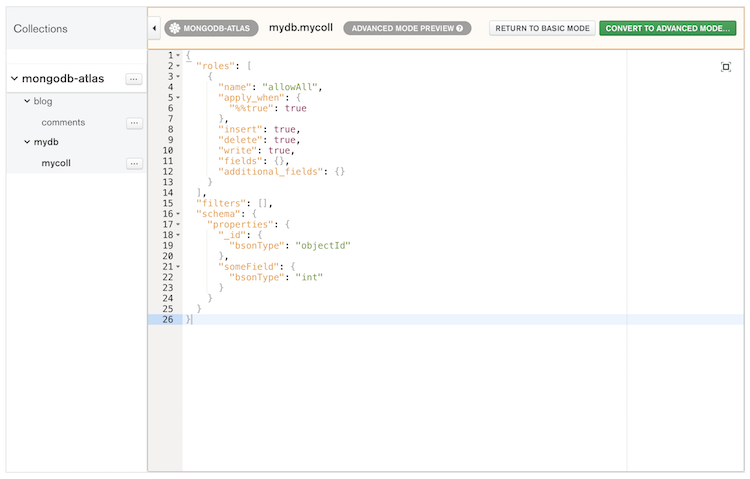 Collections
MONGODB-ATLAS mydb.mycoll ADVANCED MODE PREVIEW ? RETURN TO BASIC MODE CONVERT TO ADVANCED MODE...
mongodb-atlas ...
blog
comments ...
mydb
mycoll ...
1 {
2 "roles": [
3 {
4 "name": "allowAll",
5 "apply_when": {
6 "%%true": true
7 },
8 "insert": true,
9 "delete": true,
10 "write": true,
11 "fields": {},
12 "additional_fields": {}
13 }
14 ],
15 "filters": [],
16 "schema": {
17 "properties": {
18 "_id": {
19 "bsonType": "objectId"
20 },
21 "someField": {
22 "bsonType": "int"
23 }
24 }
25 }
26 }